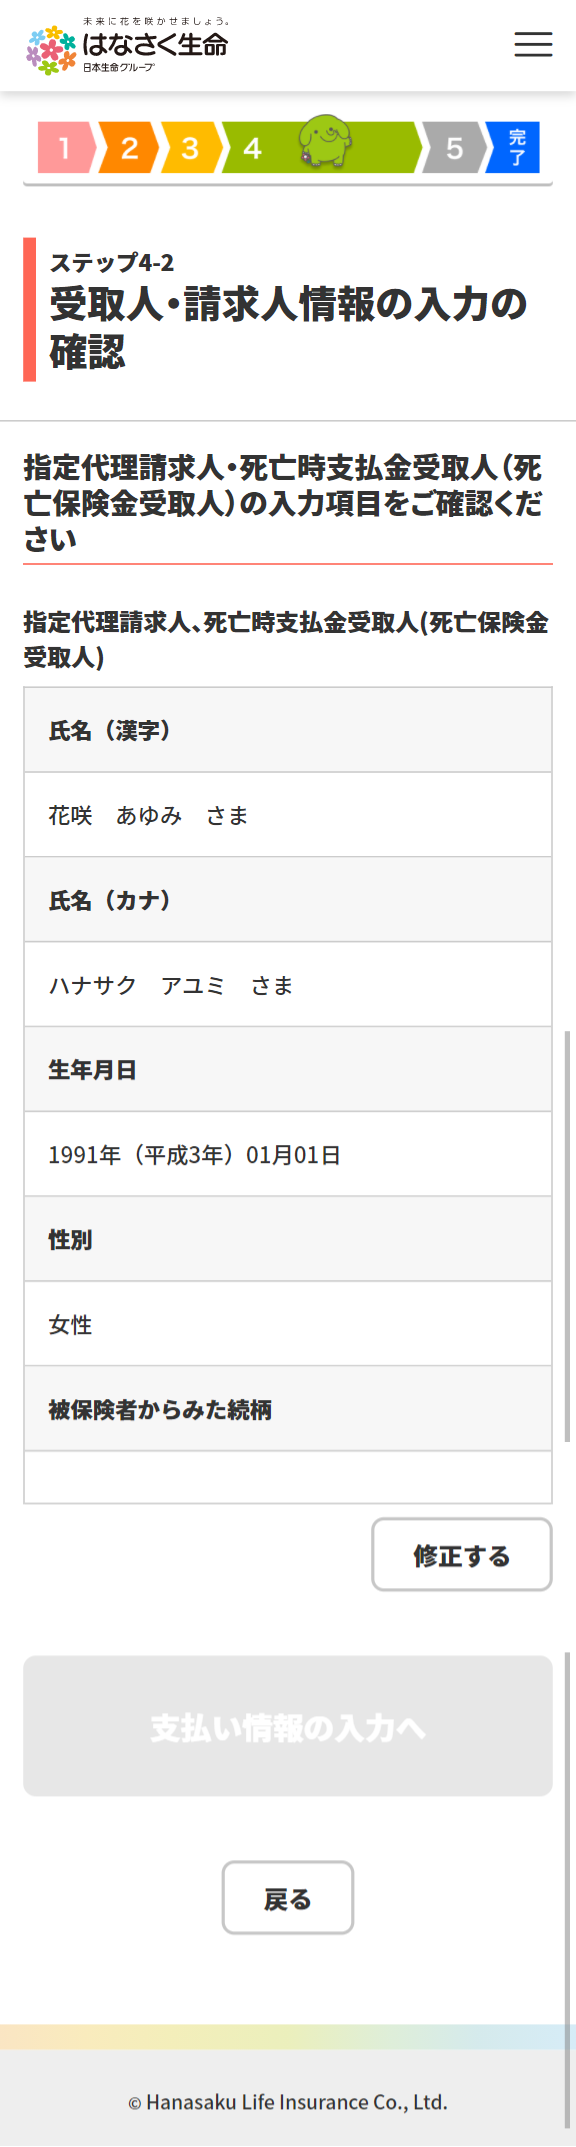 未来に花を咲かせましょう。
はなさく生命
日本生命グループ
1 2 3 4 5 完了
ステップ4-2
受取人・請求人情報の入力の
確認
指定代理請求人・死亡時支払金受取人（死
亡保険金受取人）の入力項目をご確認くだ
さい
指定代理請求人、死亡時支払金受取人(死亡保険金
受取人)
氏名（漢字）
花咲　あゆみ　さま
氏名（カナ）
ハナサク　アユミ　さま
生年月日
1991年（平成3年）01月01日
性別
女性
被保険者からみた続柄
修正する
支払い情報の入力へ
戻る
© Hanasaku Life Insurance Co., Ltd.